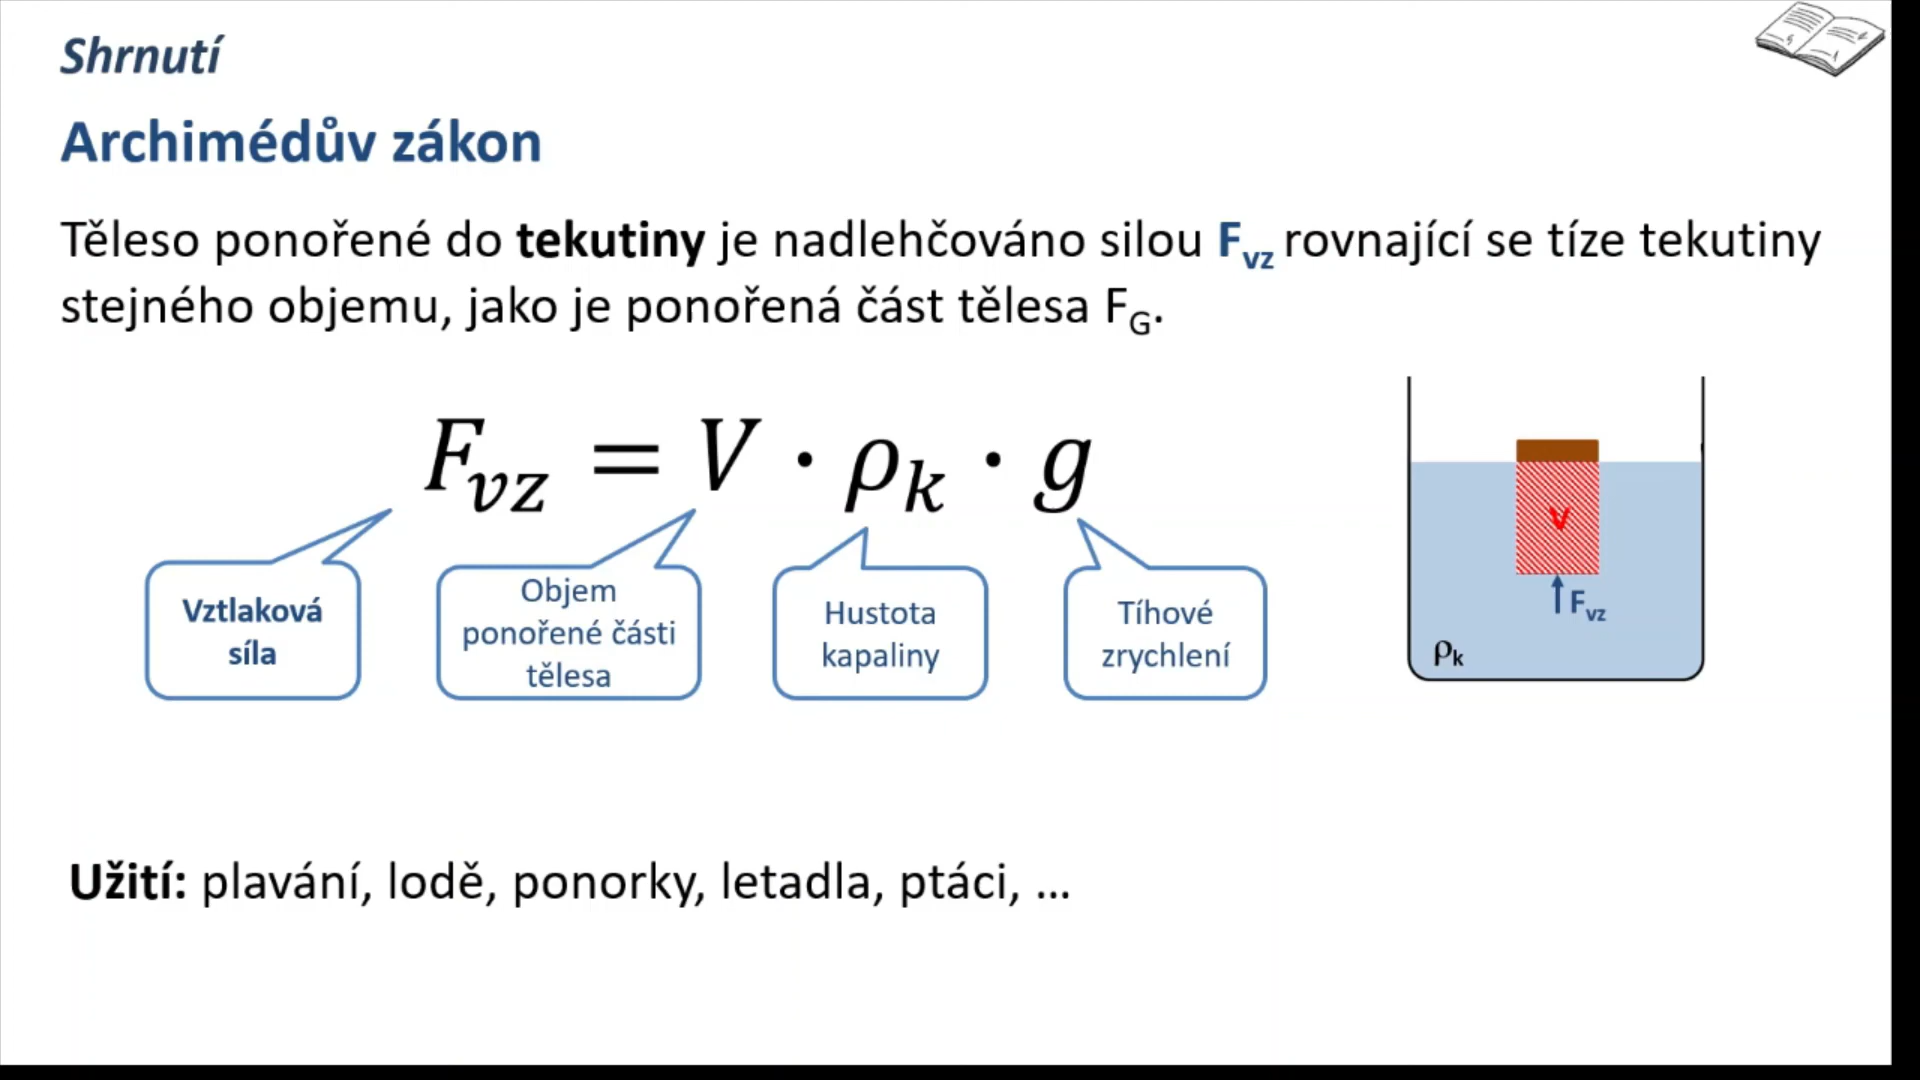 Shrnutí
Archimédův zákon
Těleso ponořené do tekutiny je nadlehčováno silou Fvz rovnající se tíze tekutiny
stejného objemu, jako je ponořená část tělesa FG.
Fvz = V · ρk · g
Vztlaková
síla
Objem
ponořené části
tělesa
Hustota
kapaliny
Tíhové
zrychlení
V
Fvz
ρk
Užití: plavání, lodě, ponorky, letadla, ptáci, ...